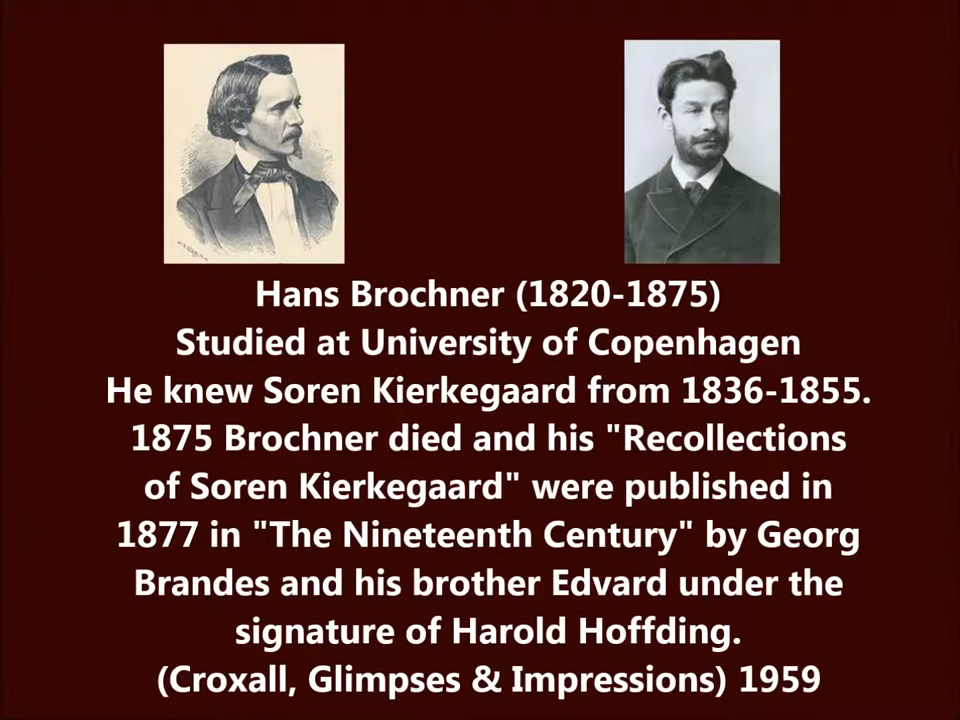 Hans Brochner (1820-1875)
Studied at University of Copenhagen
He knew Soren Kierkegaard from 1836-1855.
1875 Brochner died and his "Recollections
of Soren Kierkegaard" were published in
1877 in "The Nineteenth Century" by Georg
Brandes and his brother Edvard under the
signature of Harold Hoffding.
(Croxall, Glimpses & Impressions) 1959